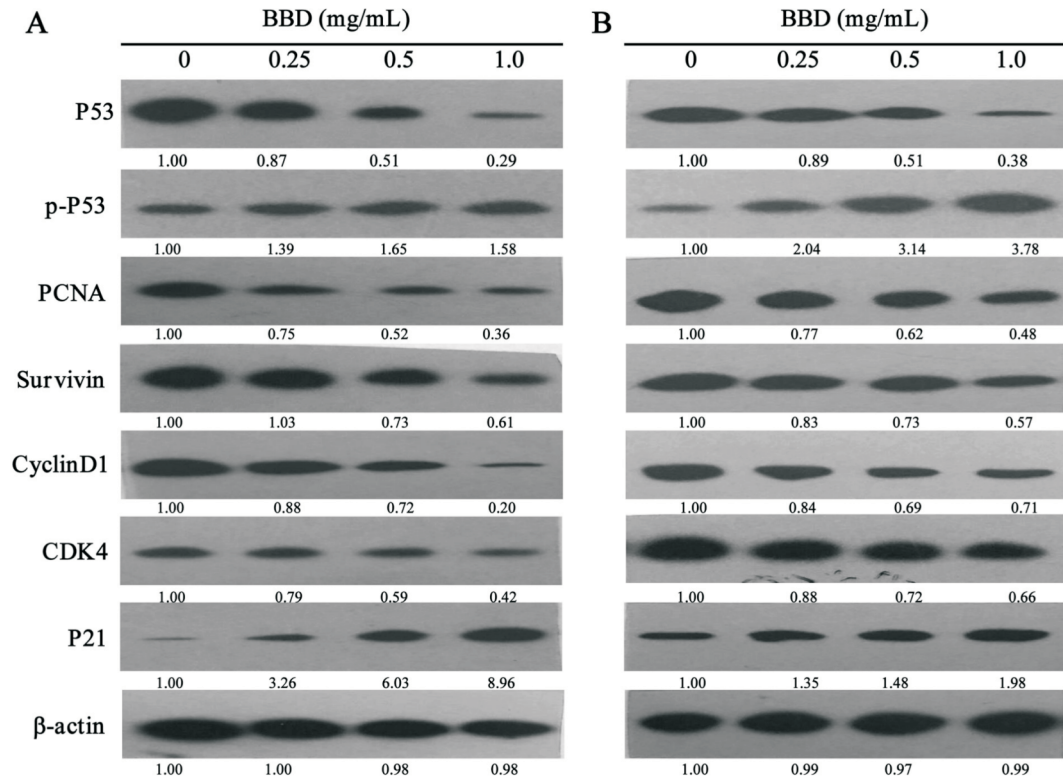 A BBD (mg/mL) B BBD (mg/mL)
0 0.25 0.5 1.0 0 0.25 0.5 1.0
P53
1.00 0.87 0.51 0.29 1.00 0.89 0.51 0.38
p-P53
1.00 1.39 1.65 1.58 1.00 2.04 3.14 3.78
PCNA
1.00 0.75 0.52 0.36 1.00 0.77 0.62 0.48
Survivin
1.00 1.03 0.73 0.61 1.00 0.83 0.73 0.57
CyclinD1
1.00 0.88 0.72 0.20 1.00 0.84 0.69 0.71
CDK4
1.00 0.79 0.59 0.42 1.00 0.88 0.72 0.66
P21
1.00 3.26 6.03 8.96 1.00 1.35 1.48 1.98
β-actin
1.00 1.00 0.98 0.98 1.00 0.99 0.97 0.99